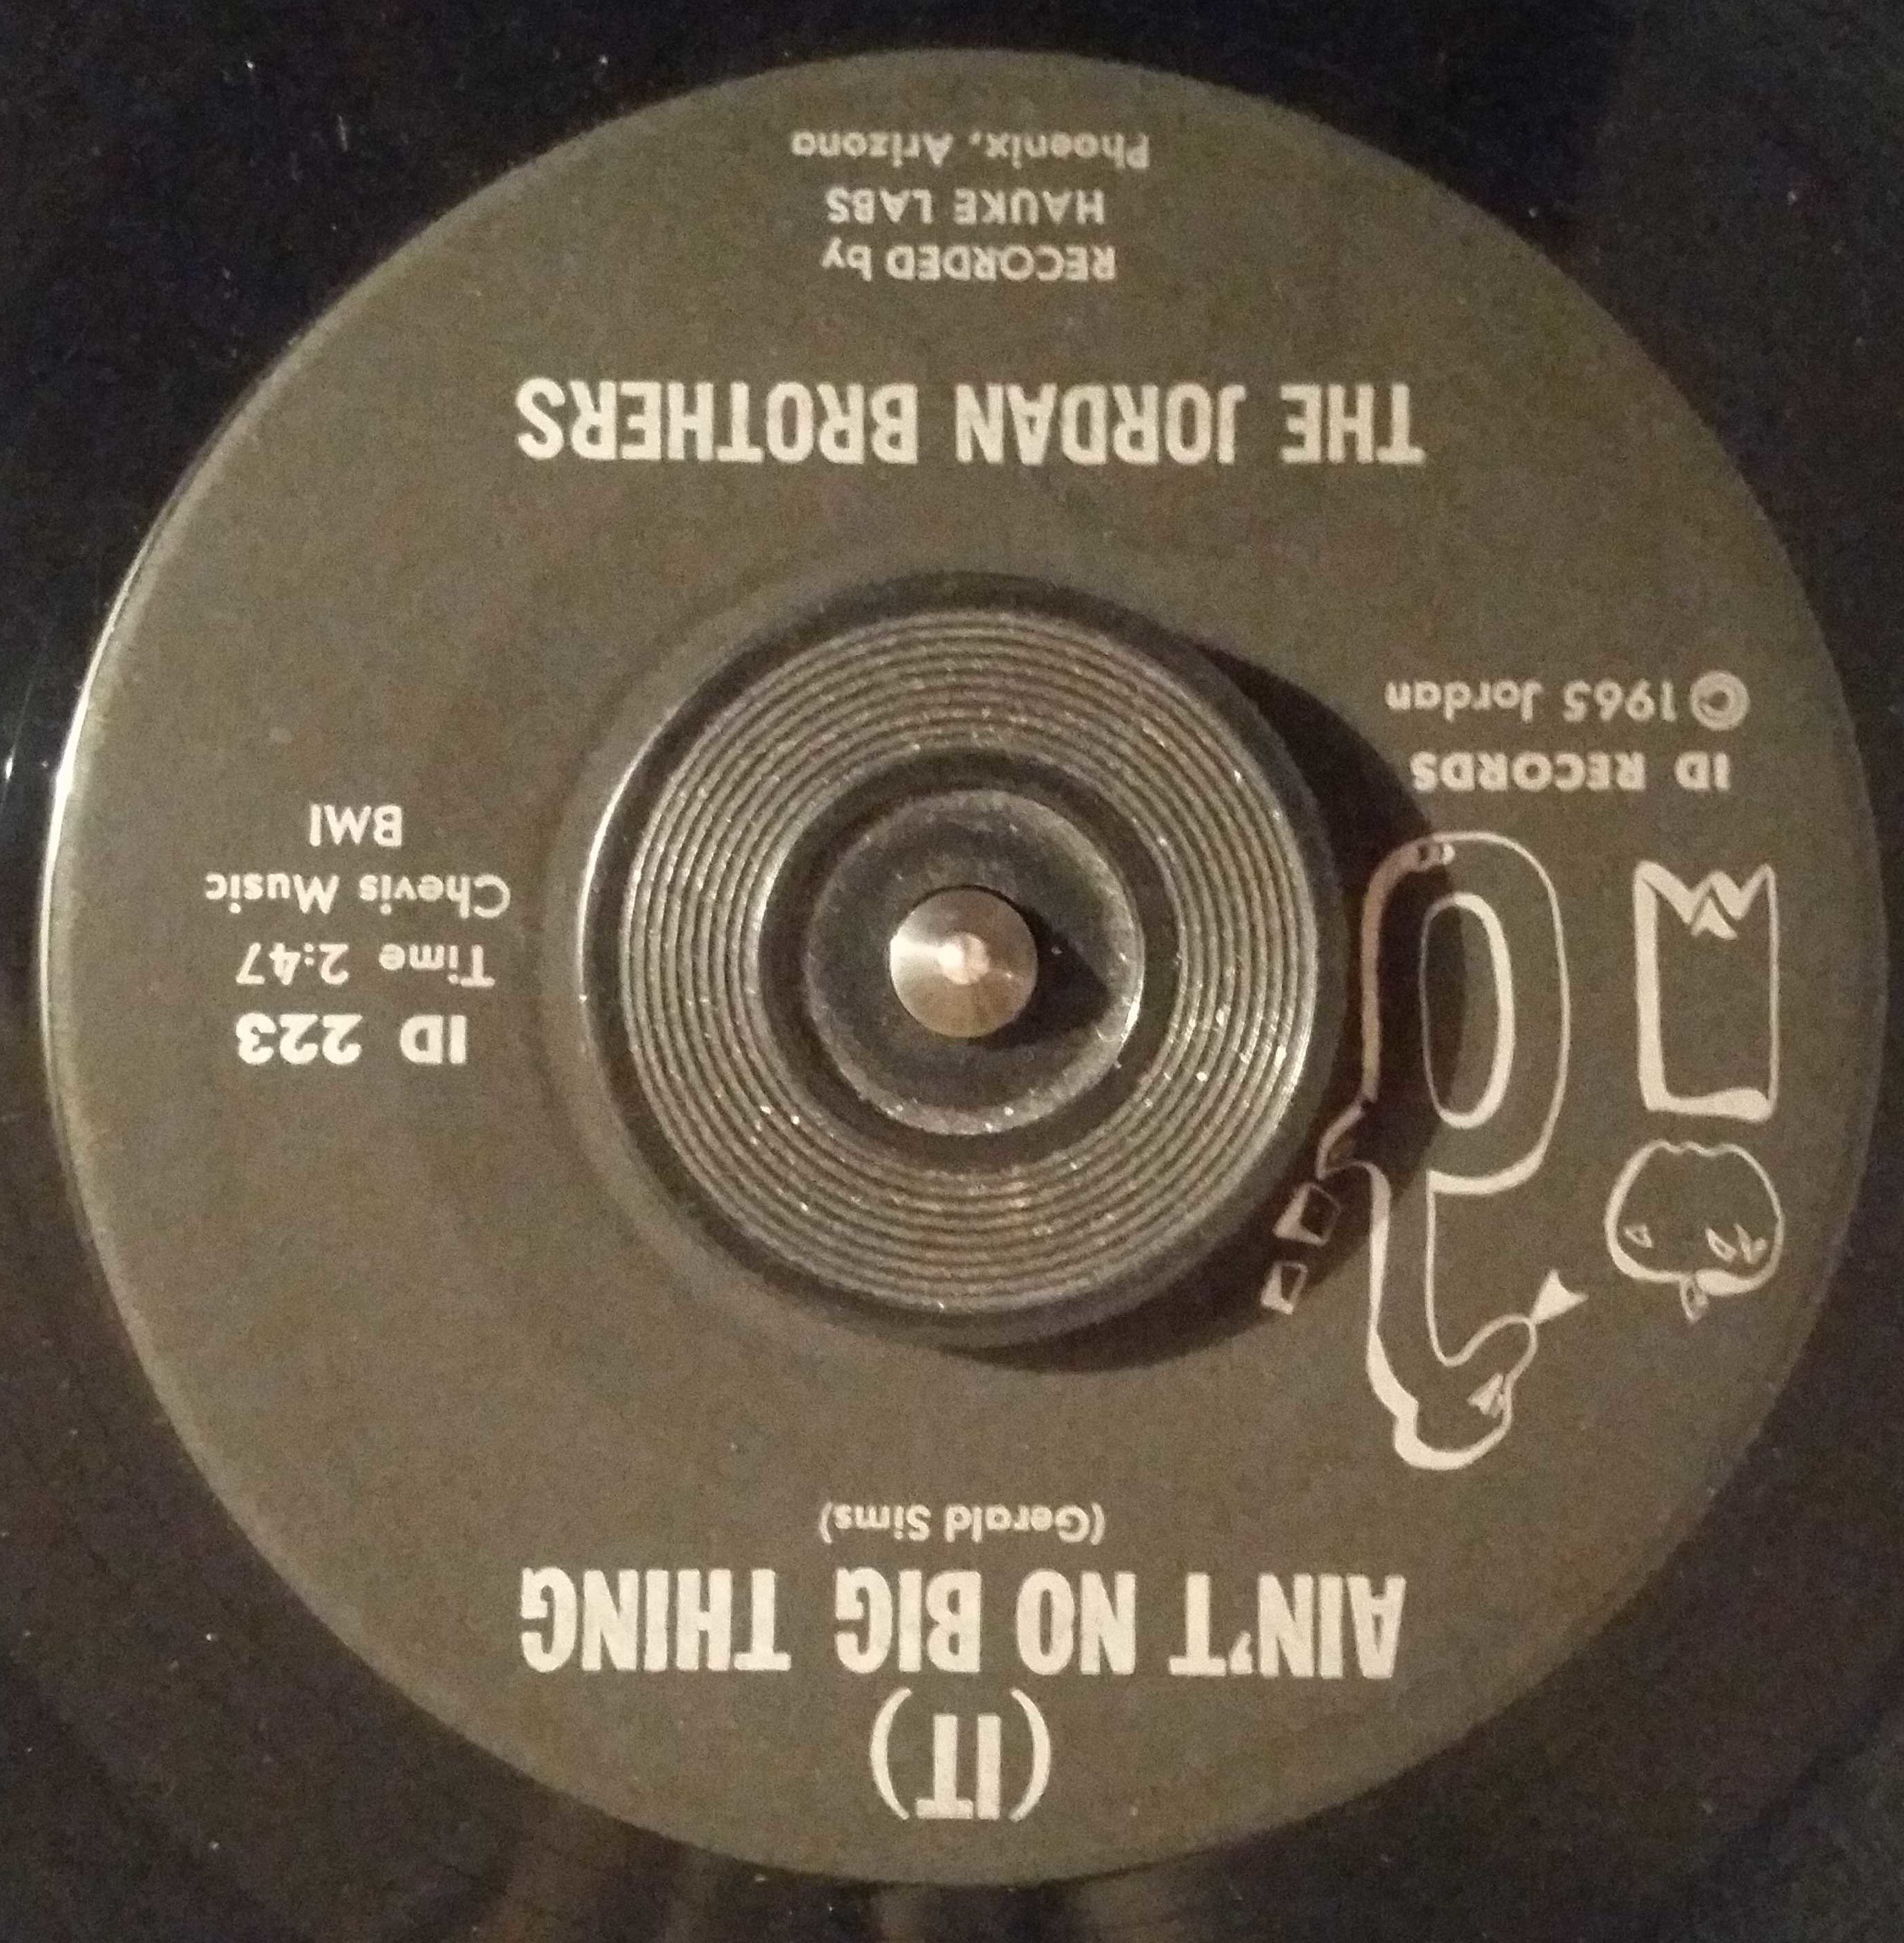 (IT)
AIN'T NO BIG THING
(Gerald Sims)
ID RECORDS
©1965 Jordan
ID 223
Time 2:47
Chevis Music
BMI
THE JORDAN BROTHERS
RECORDED by
HAUKE LABS
Phoenix, Arizona